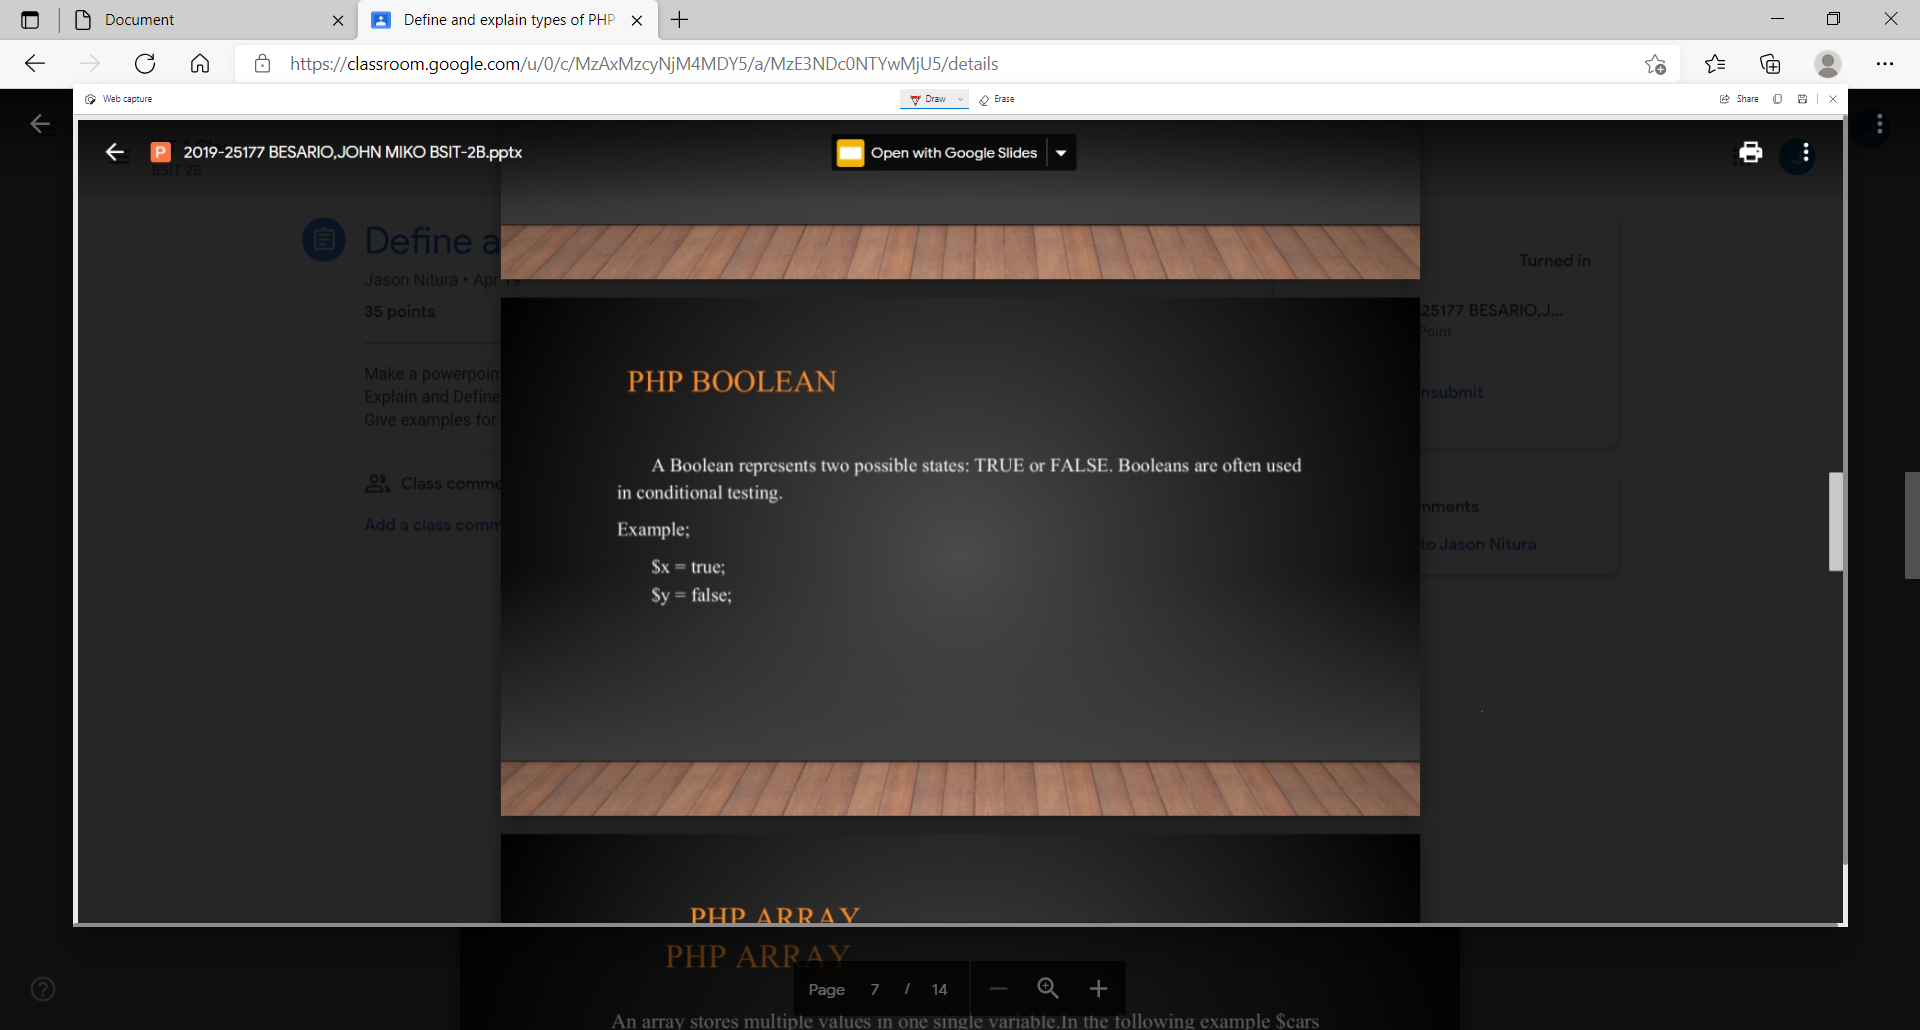 Document
Define and explain types of PHP
https://classroom.google.com/u/0/c/MzAxMzcyNjM4MDY5/a/MzE3NDc0NTYwMjU5/details
Web capture
Draw
Erase
Share
2019-25177 BESARIO,JOHN MIKO BSIT-2B.pptx
BSIT 2B
Open with Google Slides
Define a
Jason Nitura • Apr 19
35 points
Turned in
25177 BESARIO,J...
Point
Make a powerpoin
Explain and Define
Give examples for
nsubmit
Class comme
Add a class comm
mments
to Jason Nitura
PHP BOOLEAN
A Boolean represents two possible states: TRUE or FALSE. Booleans are often used
in conditional testing.
Example;
$x = true;
$y = false;
PHP ARRAY
PHP ARRAY
Page 7 / 14
An array stores multiple values in one single variable.In the following example $cars